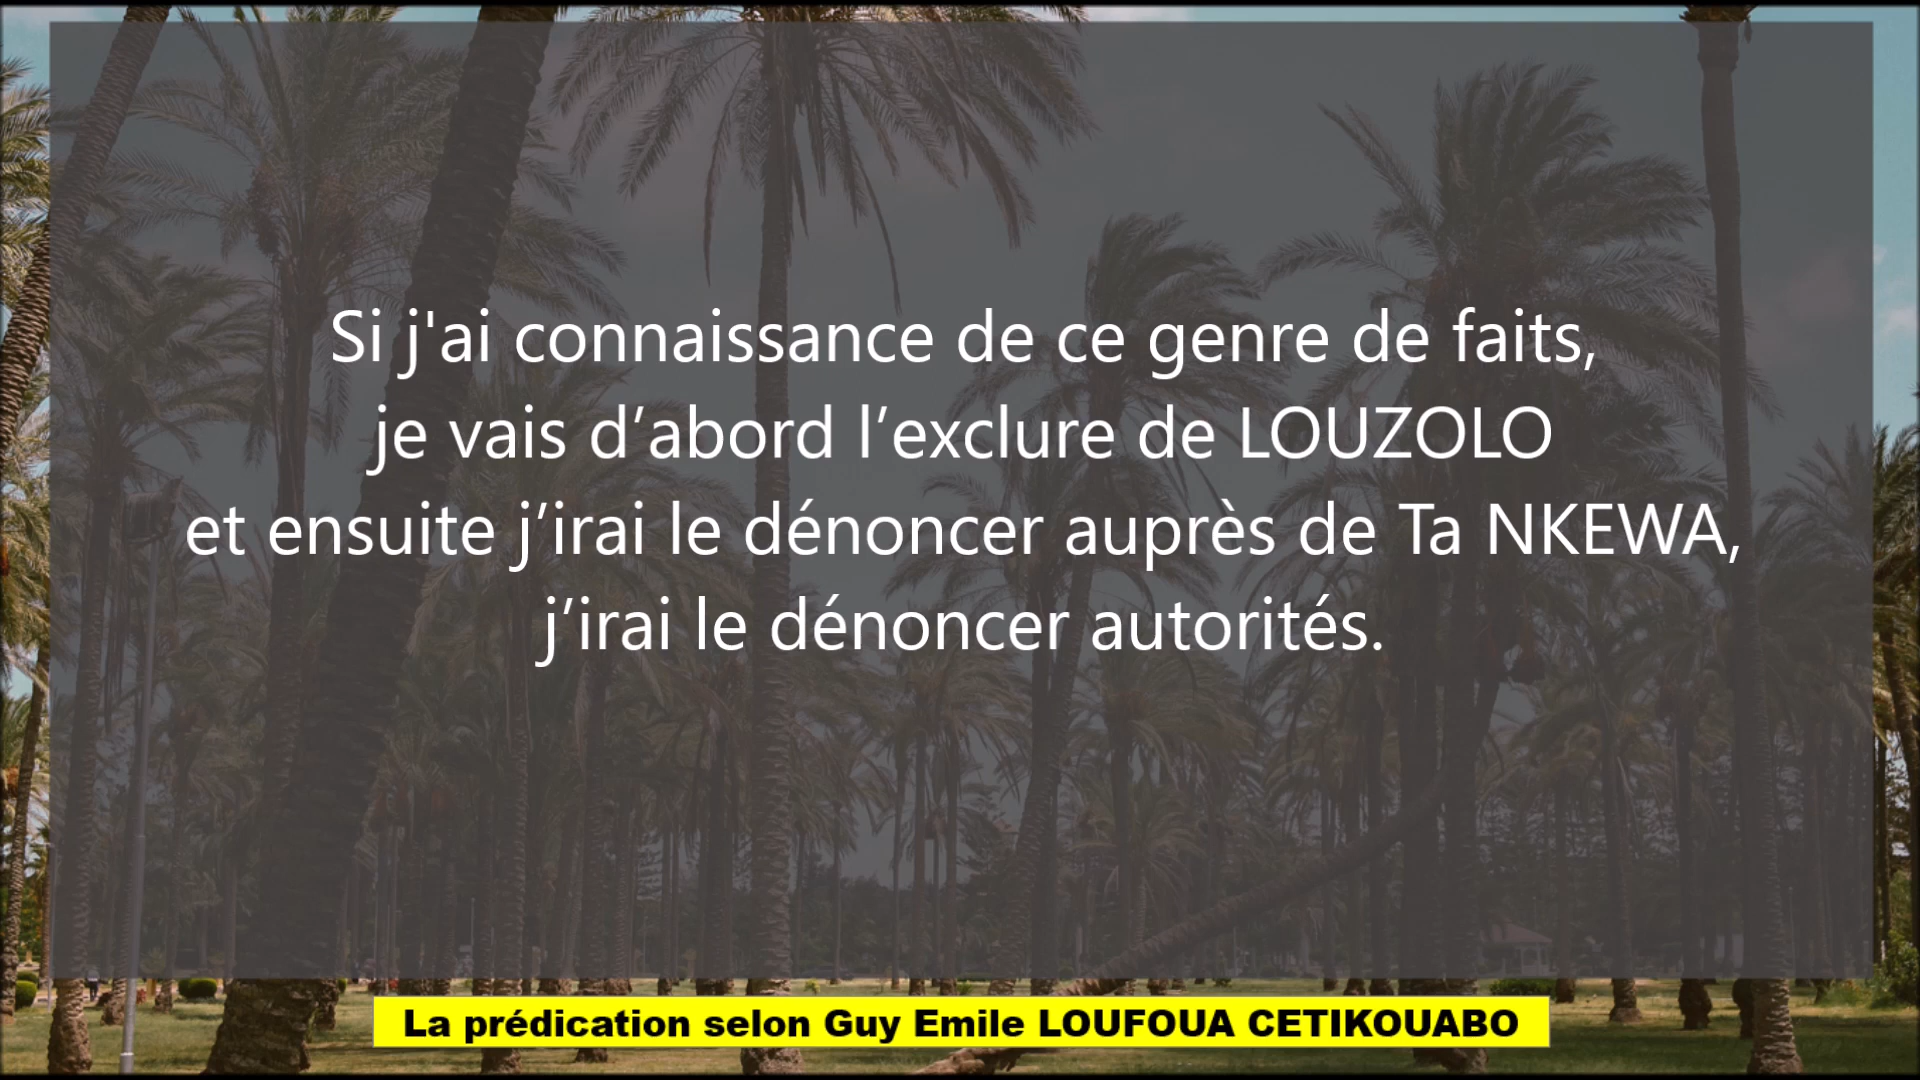 Si j'ai connaissance de ce genre de faits,
je vais d’abord l’exclure de LOUZOLO
et ensuite j’irai le dénoncer auprès de Ta NKEWA,
j’irai le dénoncer autorités.
La prédication selon Guy Emile LOUFOUA CETIKOUABO